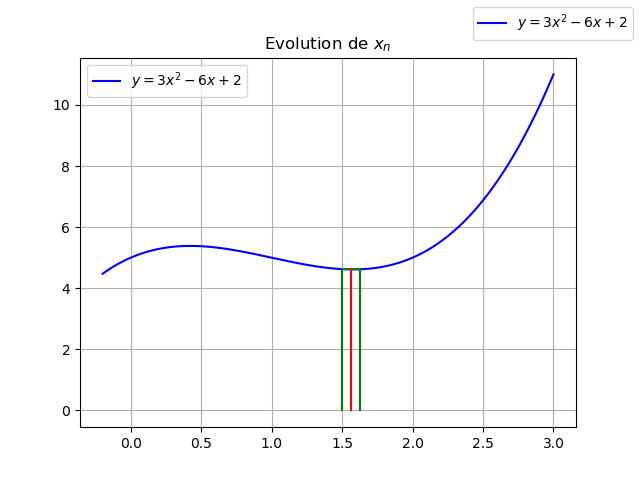 y = 3x² − 6x + 2
Evolution de xₙ
y = 3x² − 6x + 2
10
8
6
4
2
0
0.0 0.5 1.0 1.5 2.0 2.5 3.0